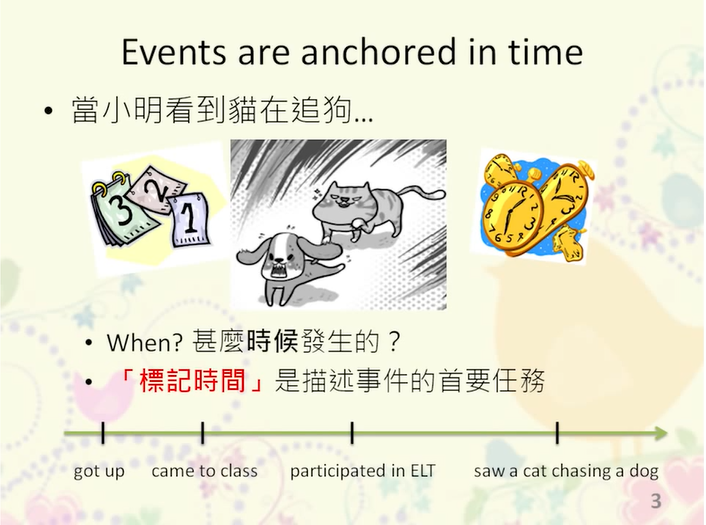 Events are anchored in time
• 當小明看到貓在追狗…
3 2 1
• When? 甚麼時候發生的？
• 「標記時間」是描述事件的首要任務
got up came to class participated in ELT saw a cat chasing a dog
3